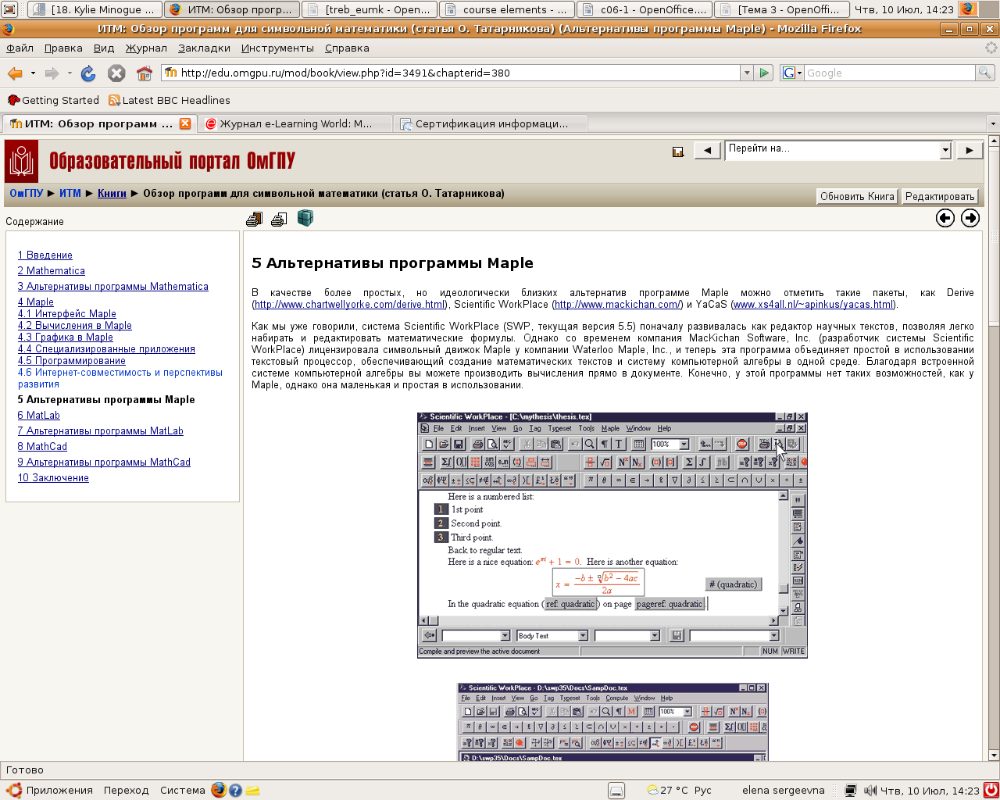 [18. Kylie Minogue ...
ИТМ: Обзор програ...
[treb_eumk - Open...
course elements - ...
c06-1 - OpenOffice....
[Тема 3 - OpenOffi...
Чтв, 10 Июл, 14:23
ИТМ: Обзор программ для символьной математики (статья О. Татарникова) (Альтернативы программы Maple) - Mozilla Firefox
Файл Правка Вид Журнал Закладки Инструменты Справка
http://edu.omgpu.ru/mod/book/view.php?id=3491&chapterid=380
Google
Getting Started Latest BBC Headlines
ИТМ: Обзор программ ...
Журнал e-Learning World: М...
Сертификация информаци...
Образовательный портал ОмГПУ
Перейти на...
ОмГПУ ► ИТМ ► Книги ► Обзор программ для символьной математики (статья О. Татарникова)
Обновить Книга
Редактировать
Содержание
1 Введение
2 Mathematica
3 Альтернативы программы Mathematica
4 Maple
4.1 Интерфейс Maple
4.2 Вычисления в Maple
4.3 Графика в Maple
4.4 Специализированные приложения
4.5 Программирование
4.6 Интернет-совместимость и перспективы
развития
5 Альтернативы программы Maple
6 MatLab
7 Альтернативы программы MatLab
8 MathCad
9 Альтернативы программы MathCad
10 Заключение
5 Альтернативы программы Maple
В качестве более простых, но идеологически близких альтернатив программе Maple можно отметить такие пакеты, как Derive
(http://www.chartwellyorke.com/derive.html), Scientific WorkPlace (http://www.mackichan.com/) и YaCaS (www.xs4all.nl/~apinkus/yacas.html).
Как мы уже говорили, система Scientific WorkPlace (SWP, текущая версия 5.5) поначалу развивалась как редактор научных текстов, позволяя легко
набирать и редактировать математические формулы. Однако со временем компания MacKichan Software, Inc. (разработчик системы Scientific
WorkPlace) лицензировала символьный движок Maple у компании Waterloo Maple, Inc., и теперь эта программа объединяет простой в использовании
текстовый процессор, обеспечивающий создание математических текстов и систему компьютерной алгебры в одной среде. Благодаря встроенной
системе компьютерной алгебры вы можете производить вычисления прямо в документе. Конечно, у этой программы нет таких возможностей, как у
Maple, однако она маленькая и простая в использовании.
Scientific WorkPlace - [C:\mythesis\thesis.tex]
File Edit Insert View Go Tag Typeset Tools Maple Window Help
100%
Here is a numbered list:
1. 1st point
2. Second point.
3. Third point.
Back to regular text.
Here is a nice equation: e^πi + 1 = 0. Here is another equation:
x = (-b ± √(b² - 4ac)) / 2a
# (quadratic)
In the quadratic equation ( ref: quadratic ) on page pageref: quadratic .
Body Text
Compile and preview the active document
NUM WRITE
Scientific WorkPlace - D:\swp35\Docs\SampDoc.tex
File Edit Insert View Go Tag Typeset Tools Compute Window Help
100%
D:\swp35\Docs\SampDoc.tex
Готово
Приложения Переход Система
27 °C Рус
elena sergeevna
Чтв, 10 Июл, 14:23